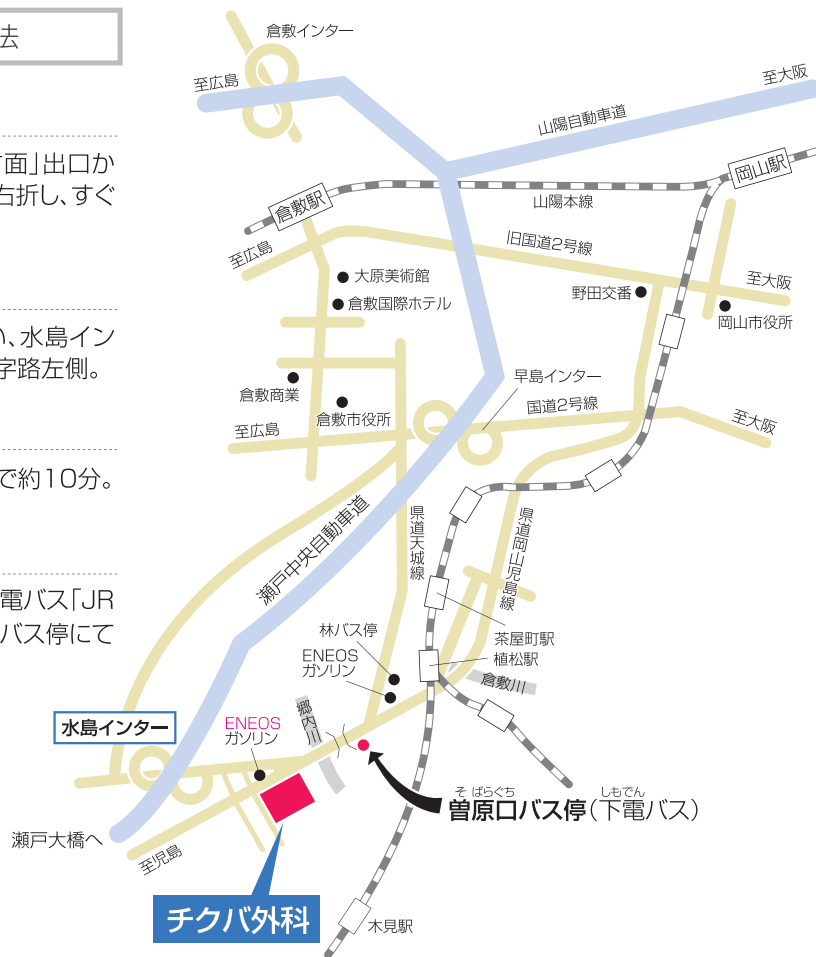 法
方面」出口か
右折し、すぐ
い、水島イン
字路左側。
で約10分。
電バス「JR
バス停にて
倉敷インター
至広島
至大阪
山陽自動車道
岡山駅
倉敷駅
山陽本線
至広島
旧国道2号線
至大阪
大原美術館
野田交番
倉敷国際ホテル
岡山市役所
早島インター
倉敷商業
国道2号線
倉敷市役所
至広島
至大阪
瀬戸中央自動車道
県道天城線
県道岡山児島線
林バス停
茶屋町駅
ENEOS
ガソリン
植松駅
倉敷川
水島インター
ENEOS
ガソリン
郷内川
そばらぐち
しもでん
曽原口バス停(下電バス)
瀬戸大橋へ
至児島
チクバ外科
木見駅